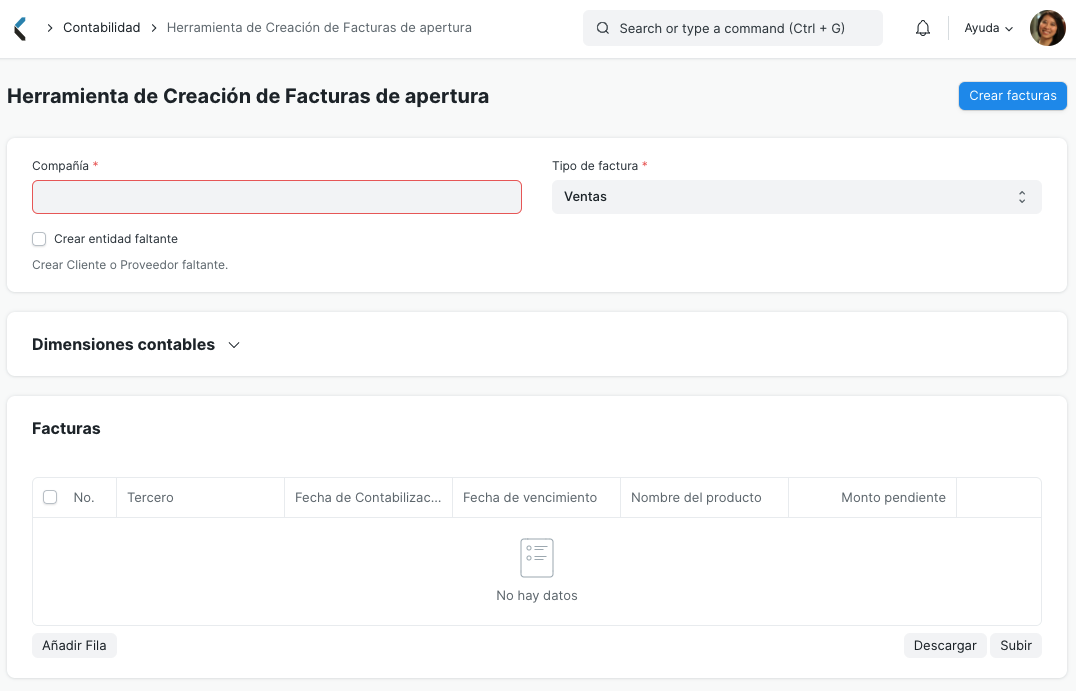 Contabilidad
Herramienta de Creación de Facturas de apertura
Search or type a command (Ctrl + G)
Ayuda
Herramienta de Creación de Facturas de apertura
Crear facturas
Compañía *
Tipo de factura *
Ventas
Crear entidad faltante
Crear Cliente o Proveedor faltante.
Dimensiones contables
Facturas
No. Tercero Fecha de Contabilizac... Fecha de vencimiento Nombre del producto Monto pendiente
No hay datos
Añadir Fila
Descargar
Subir